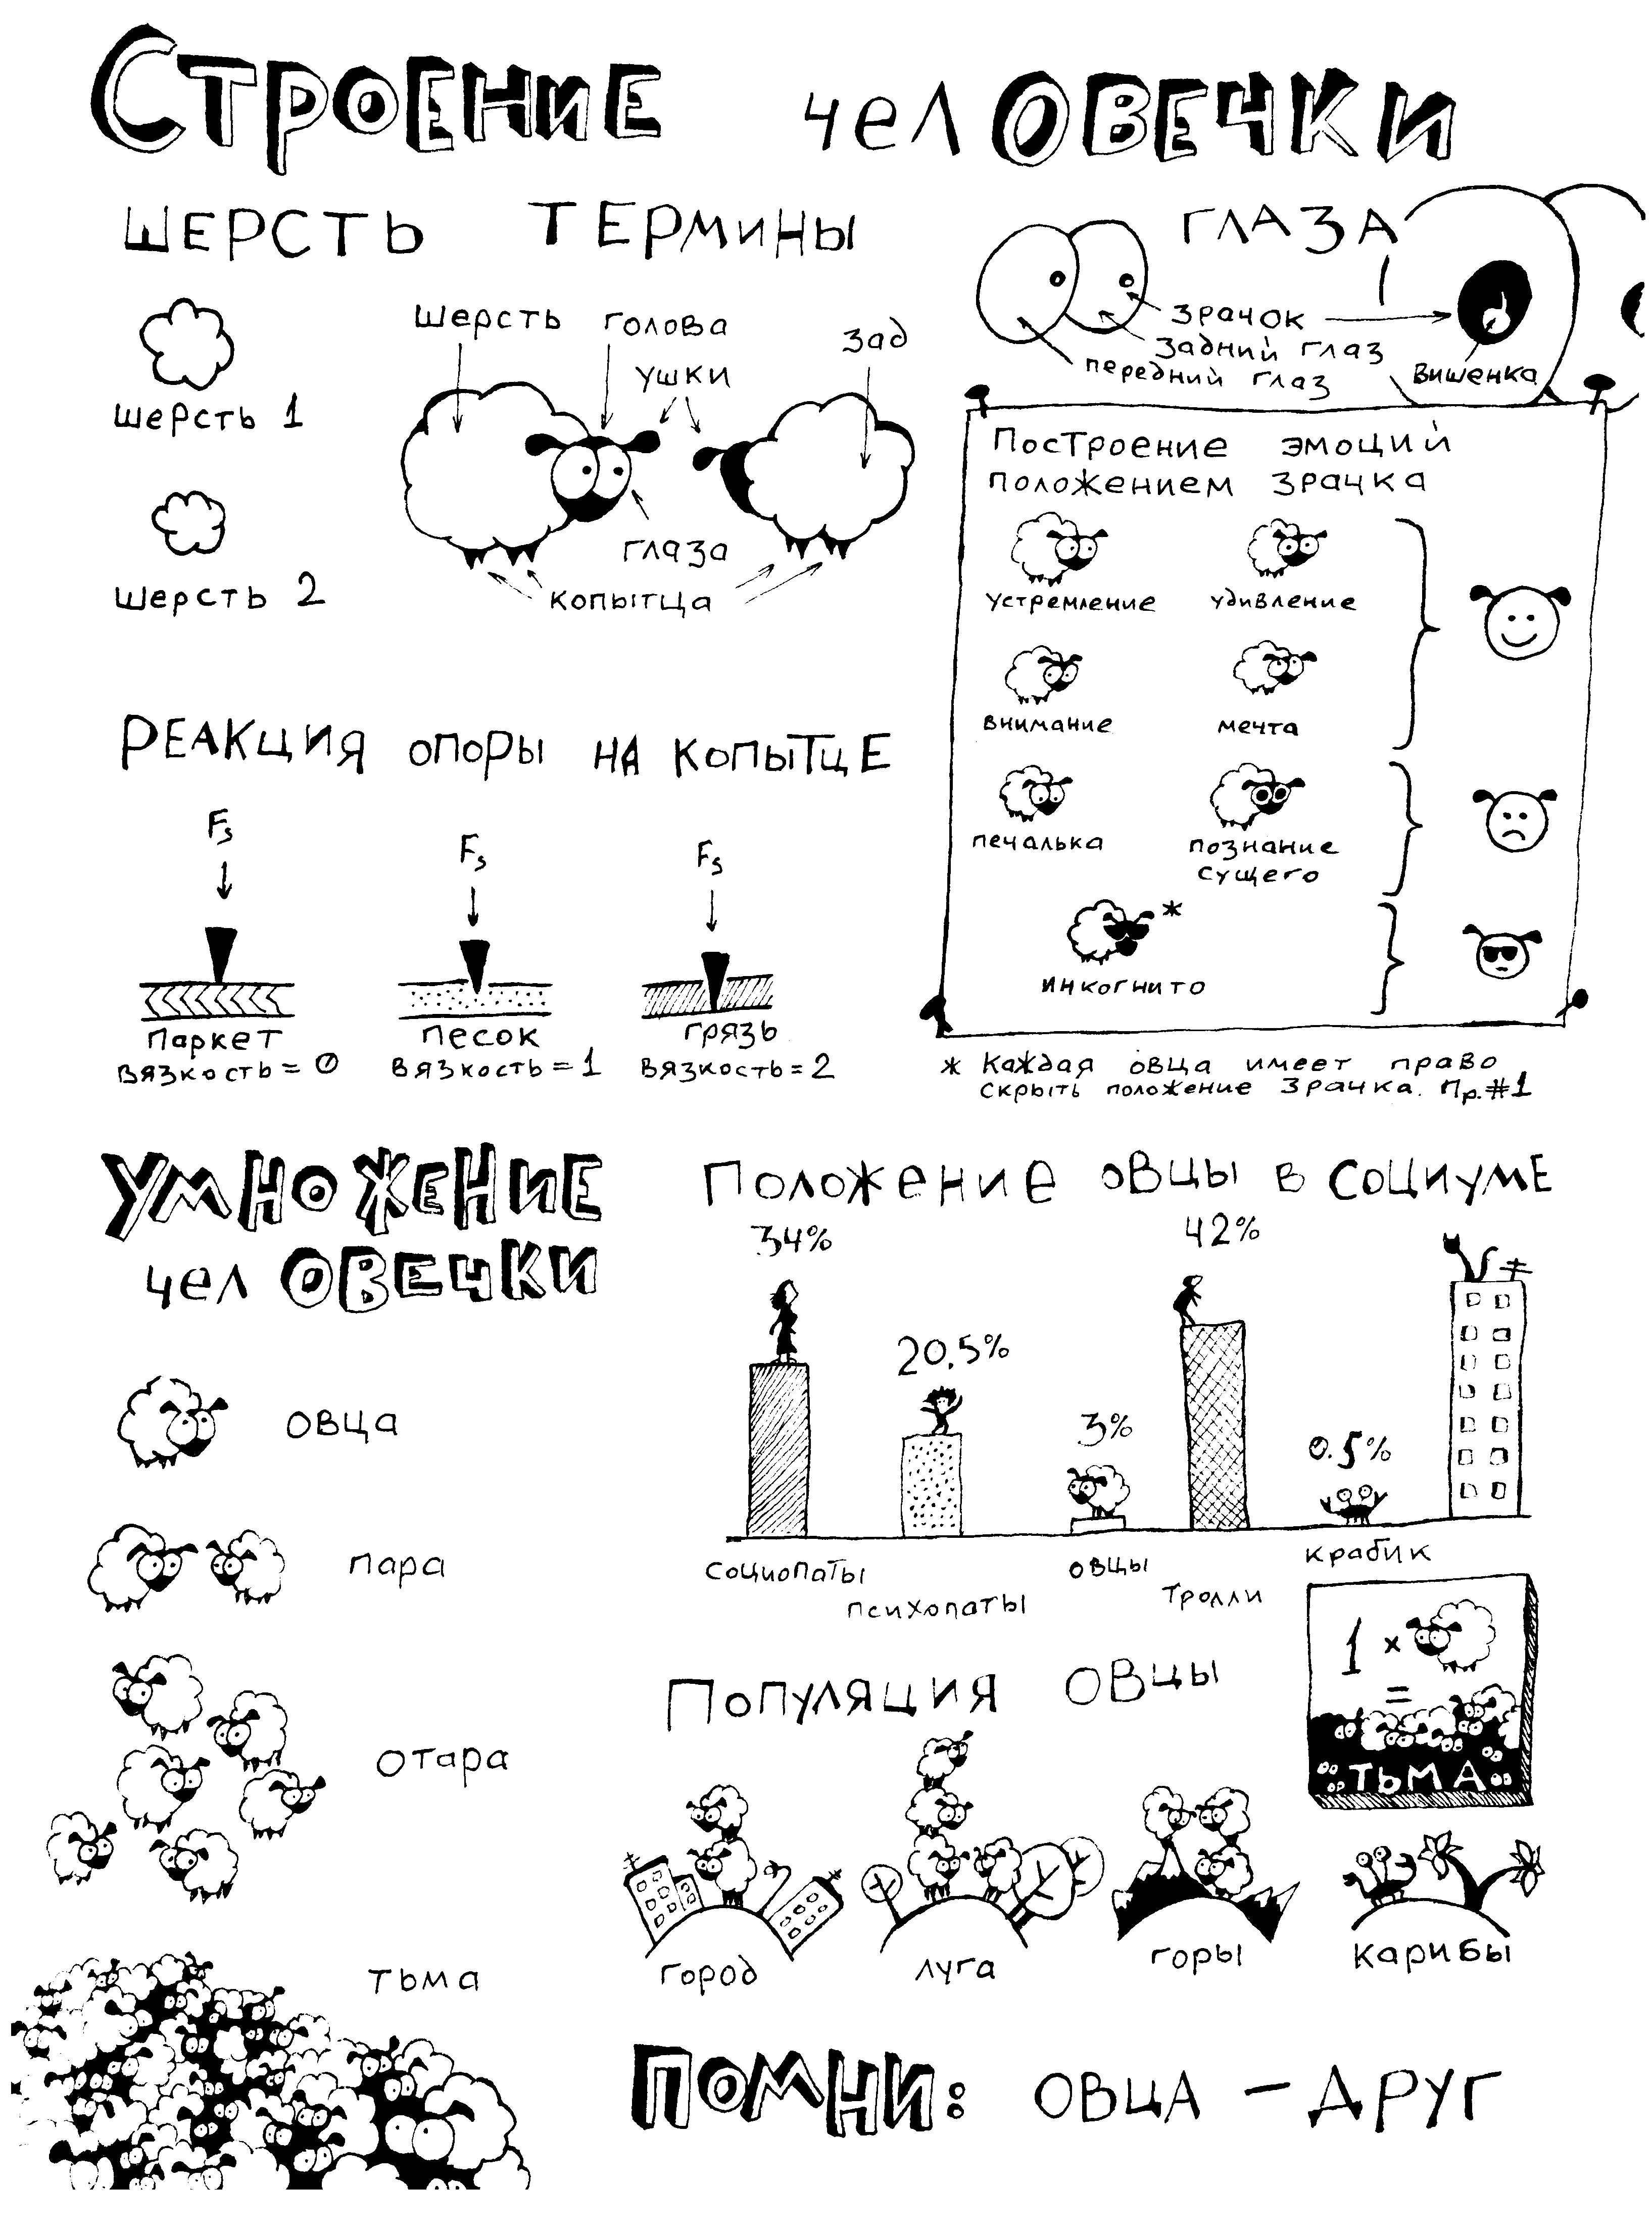 Строение челОвечки
Шерсть
шерсть 1
шерсть 2
Термины
шерсть
голова
ушки
зад
глаза
копытца
Глаза
зрачок
задний глаз
передний глаз
вишенка
Построение эмоций
положением зрачка
устремление
удивление
внимание
мечта
печалька
познание
сущего
*
инкогнито
* Каждая овца имеет право
скрыть положение зрачка. Пр.#1
Реакция опоры на копытце
Fs
Fs
Fs
паркет
вязкость = 0
песок
вязкость = 1
грязь
вязкость = 2
Умножение
челОвечки
овца
пара
отара
тьма
Положение овцы в социуме
34%
20.5%
3%
42%
0.5%
социопаты
психопаты
овцы
тролли
крабик
1 ×
=
тьма
Популяция овцы
город
луга
горы
карибы
Помни: овца – друг